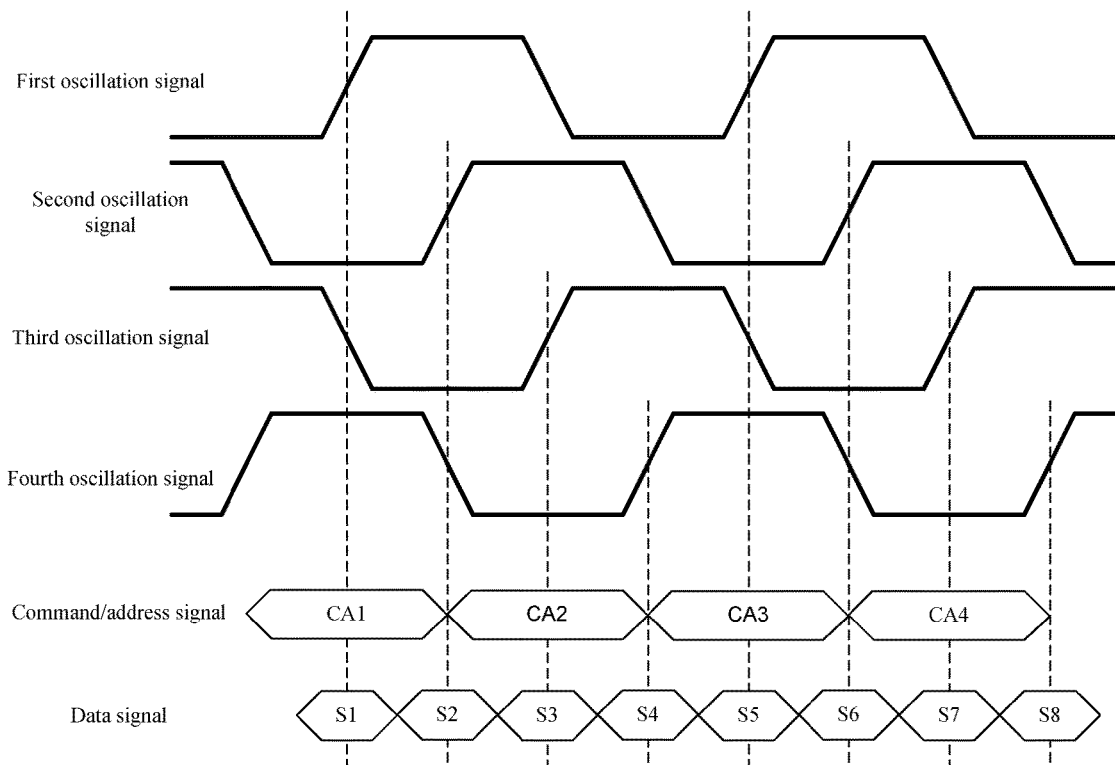 First oscillation signal
Second oscillation
signal
Third oscillation signal
Fourth oscillation signal
Command/address signal
CA1
CA2
CA3
CA4
Data signal
S1
S2
S3
S4
S5
S6
S7
S8